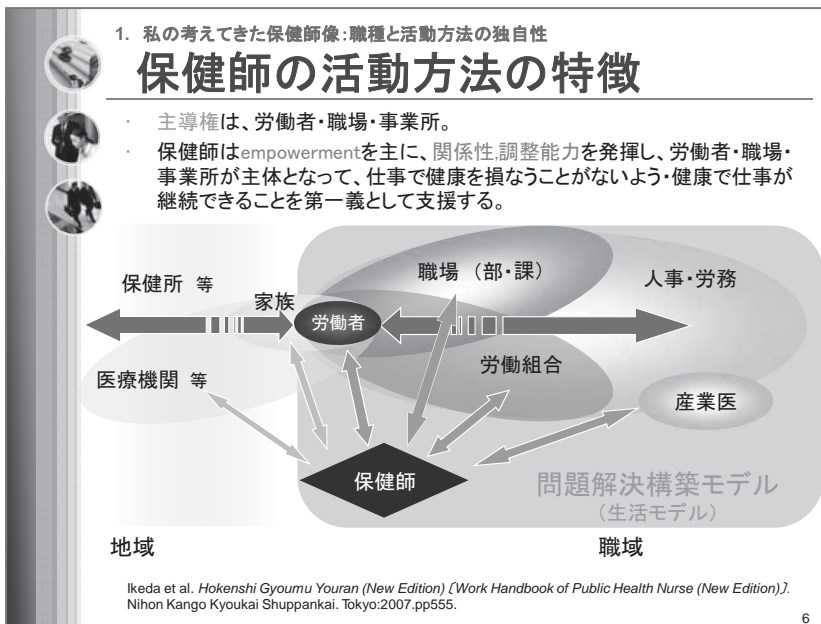 1. 私の考えてきた保健師像:職種と活動方法の独自性
保健師の活動方法の特徴
・ 主導権は、労働者・職場・事業所。
・ 保健師はempowermentを主に、関係性,調整能力を発揮し、労働者・職場・
事業所が主体となって、仕事で健康を損なうことがないよう・健康で仕事が
継続できることを第一義として支援する。
保健所 等
家族
労働者
職場 (部・課)
人事・労務
医療機関 等
労働組合
産業医
保健師
問題解決構築モデル
(生活モデル)
地域
職域
Ikeda et al. Hokenshi Gyoumu Youran (New Edition) 〔Work Handbook of Public Health Nurse (New Edition)〕.
Nihon Kango Kyoukai Shuppankai. Tokyo:2007.pp555.
6